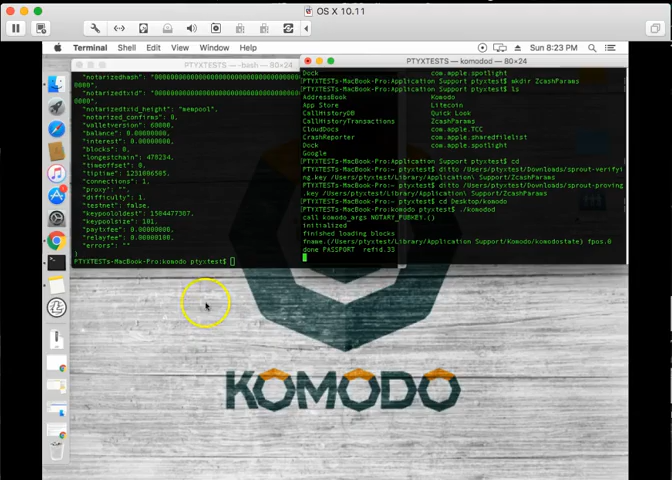 OS X 10.11
Terminal Shell Edit View Window Help
Sun 8:23 PM
-bash — 80×24
PTYXTESTS — komodod — 80×24
"notarizedhash":
0000",
"notarizedtxid":
0000",
"notarizedtxid_height": "mempool",
"notarized_confirms": 0,
"walletversion": 60000,
"balance": 0.00000000,
"interest": 0.00000000,
"blocks": 0,
"longestchain": 478234,
"timeoffset": 0,
"tiptime": 1231006505,
"connections": 1,
"proxy": "",
"difficulty": 1,
"testnet": false,
"keypoololdest": 1504477307,
"keypoolsize": 101,
"paytxfee": 0.00000000,
"relayfee": 0.00000100,
"errors": ""
}
PTYXTESTs-MacBook-Pro:komodo ptyxtest$
Dock com.apple.spotlight
PTYXTESTs-MacBook-Pro:Application Support ptyxtest$ mkdir ZcashParams
PTYXTESTs-MacBook-Pro:Application Support ptyxtest$ ls
AddressBook Komodo
App Store Litecoin
CallHistoryDB Quick Look
CallHistoryTransactions ZcashParams
CloudDocs com.apple.TCC
CrashReporter com.apple.sharedfilelist
Dock com.apple.spotlight
Google
PTYXTESTs-MacBook-Pro:Application Support ptyxtest$ cd
PTYXTESTs-MacBook-Pro:~ ptyxtest$ ditto /Users/ptyxtest/Downloads/sprout-verifyi
ng.key /Users/ptyxtest/Library/Application\ Support/ZcashParams
PTYXTESTs-MacBook-Pro:~ ptyxtest$ ditto /Users/ptyxtest/Downloads/sprout-proving
.key /Users/ptyxtest/Library/Application\ Support/ZcashParams
PTYXTESTs-MacBook-Pro:~ ptyxtest$ cd Desktop/komodo
PTYXTESTs-MacBook-Pro:komodo ptyxtest$ ./komodod
call komodo_args NOTARY_PUBKEY.()
initialized
finished loading blocks
fname.(/Users/ptyxtest/Library/Application Support/Komodo/komodostate) fpos.0
done PASSPORT refid.33
KOMODO